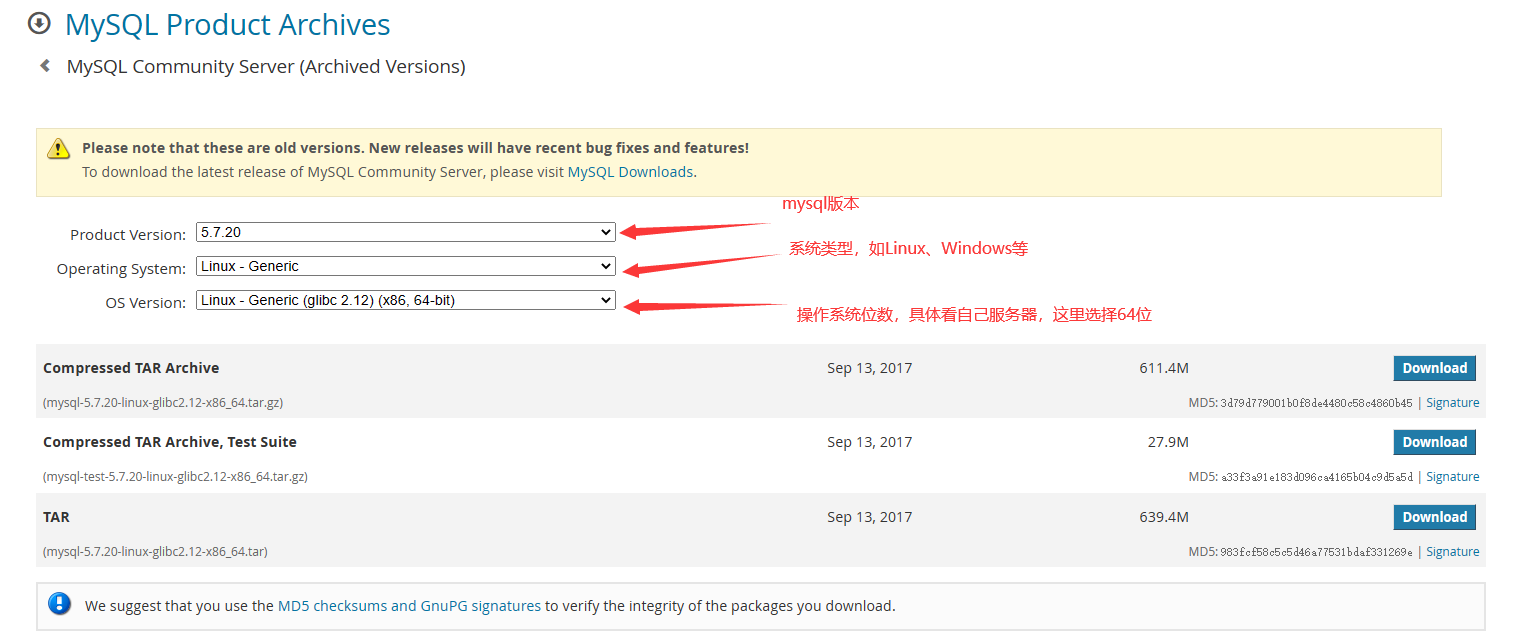 MySQL Product Archives
MySQL Community Server (Archived Versions)
Please note that these are old versions. New releases will have recent bug fixes and features!
To download the latest release of MySQL Community Server, please visit MySQL Downloads.
mysql版本
Product Version: 5.7.20
系统类型，如Linux、Windows等
Operating System: Linux - Generic
OS Version: Linux - Generic (glibc 2.12) (x86, 64-bit)
操作系统位数，具体看自己服务器，这里选择64位
Compressed TAR Archive Sep 13, 2017 611.4M Download
(mysql-5.7.20-linux-glibc2.12-x86_64.tar.gz) MD5: 3d79d779001b0f8de4480c58c4860b45 | Signature
Compressed TAR Archive, Test Suite Sep 13, 2017 27.9M Download
(mysql-test-5.7.20-linux-glibc2.12-x86_64.tar.gz) MD5: a33f3a91e183d096ca4165b04c9d5a5d | Signature
TAR Sep 13, 2017 639.4M Download
(mysql-5.7.20-linux-glibc2.12-x86_64.tar) MD5: 983fcf58c5c5d46a77531bdaf331269e | Signature
We suggest that you use the MD5 checksums and GnuPG signatures to verify the integrity of the packages you download.